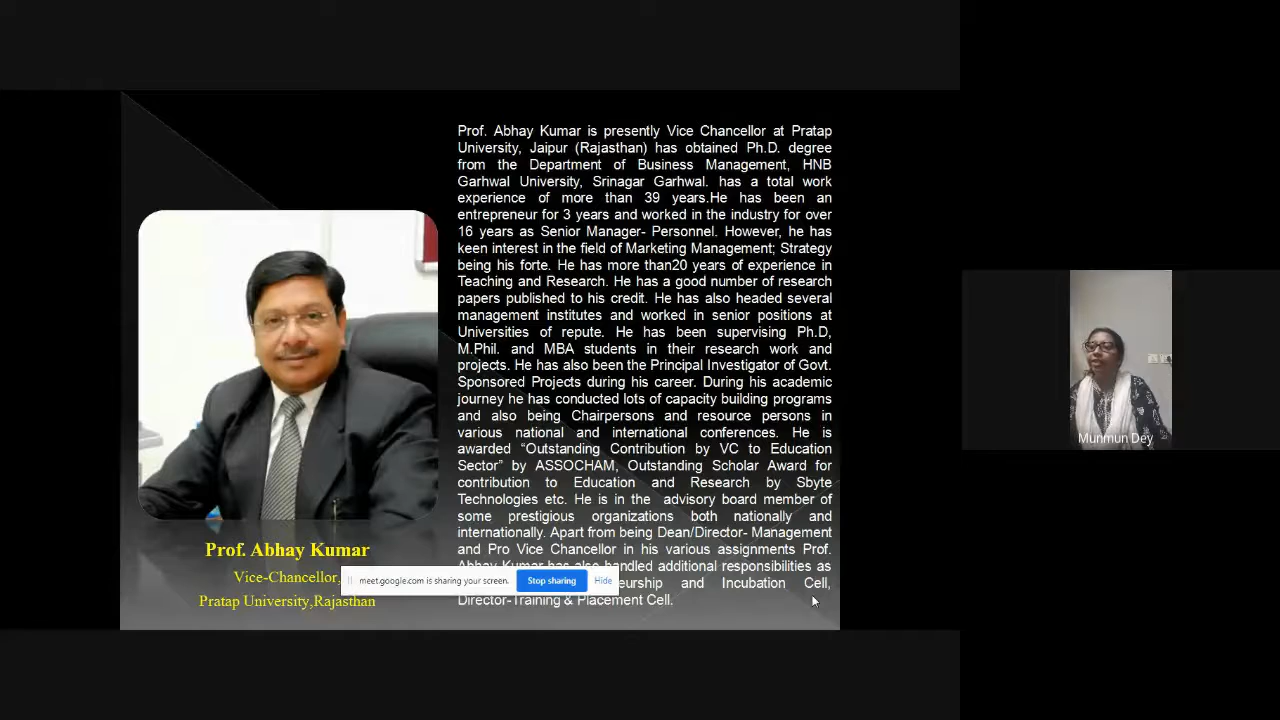 Prof. Abhay Kumar is presently Vice Chancellor at Pratap
University, Jaipur (Rajasthan) has obtained Ph.D. degree
from the Department of Business Management, HNB
Garhwal University, Srinagar Garhwal. has a total work
experience of more than 39 years.He has been an
entrepreneur for 3 years and worked in the industry for over
16 years as Senior Manager- Personnel. However, he has
keen interest in the field of Marketing Management; Strategy
being his forte. He has more than20 years of experience in
Teaching and Research. He has a good number of research
papers published to his credit. He has also headed several
management institutes and worked in senior positions at
Universities of repute. He has been supervising Ph.D,
M.Phil. and MBA students in their research work and
projects. He has also been the Principal Investigator of Govt.
Sponsored Projects during his career. During his academic
journey he has conducted lots of capacity building programs
and also being Chairpersons and resource persons in
various national and international conferences. He is
awarded “Outstanding Contribution by VC to Education
Sector” by ASSOCHAM, Outstanding Scholar Award for
contribution to Education and Research by Sbyte
Technologies etc. He is in the advisory board member of
some prestigious organizations both nationally and
internationally. Apart from being Dean/Director- Management
and Pro Vice Chancellor in his various assignments Prof.
Abhay Kumar has also handled additional responsibilities as
and Incubation Cell,
Director-Training & Placement Cell.
Prof. Abhay Kumar
Vice-Chancellor,
Pratap University,Rajasthan
meet.google.com is sharing your screen.
Stop sharing
Hide
Munmun Dey